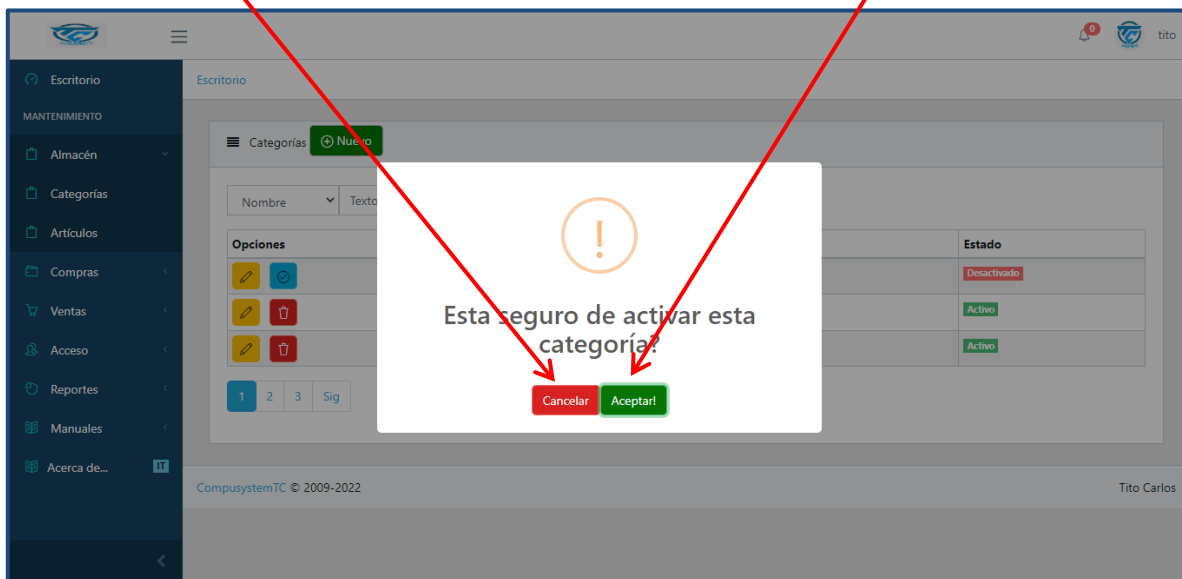 0
tito
Escritorio
Escritorio
MANTENIMIENTO
Almacén
Categorías
Artículos
Compras
Ventas
Acceso
Reportes
Manuales
Acerca de... IT
Categorías Nuevo
Nombre Texto
Opciones Estado
Desactivado
Activo
Activo
1 2 3 Sig
Esta seguro de activar esta
categoría?
Cancelar Aceptar!
CompusystemTC © 2009-2022 Tito Carlos